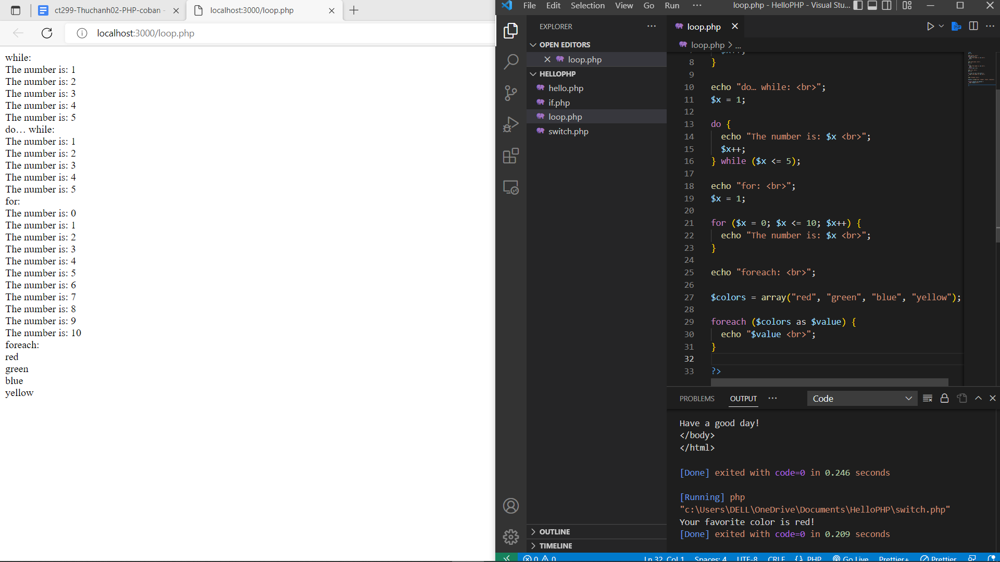 ct299-Thuchanh02-PHP-coban -
localhost:3000/loop.php
localhost:3000/loop.php
while:
The number is: 1
The number is: 2
The number is: 3
The number is: 4
The number is: 5
do… while:
The number is: 1
The number is: 2
The number is: 3
The number is: 4
The number is: 5
for:
The number is: 0
The number is: 1
The number is: 2
The number is: 3
The number is: 4
The number is: 5
The number is: 6
The number is: 7
The number is: 8
The number is: 9
The number is: 10
foreach:
red
green
blue
yellow
File Edit Selection View Go Run ··· loop.php - HelloPHP - Visual Stu...
EXPLORER
OPEN EDITORS
loop.php
HELLOPHP
hello.php
if.php
loop.php
switch.php
OUTLINE
TIMELINE
loop.php
loop.php > ...
$x++;
8 }
9
10 echo "do… while: <br>";
11 $x = 1;
12
13 do {
14 echo "The number is: $x <br>";
15 $x++;
16 } while ($x <= 5);
17
18 echo "for: <br>";
19 $x = 1;
20
21 for ($x = 0; $x <= 10; $x++) {
22 echo "The number is: $x <br>";
23 }
24
25 echo "foreach: <br>";
26
27 $colors = array("red", "green", "blue", "yellow");
28
29 foreach ($colors as $value) {
30 echo "$value <br>";
31 }
32
33 ?>
PROBLEMS OUTPUT ··· Code
Have a good day!
</body>
</html>
[Done] exited with code=0 in 0.246 seconds
[Running] php
"c:\Users\DELL\OneDrive\Documents\HelloPHP\switch.php"
Your favorite color is red!
[Done] exited with code=0 in 0.209 seconds
0 0 Ln 32, Col 1 Spaces: 4 UTF-8 CRLF {} PHP Go Live Prettier+ Prettier